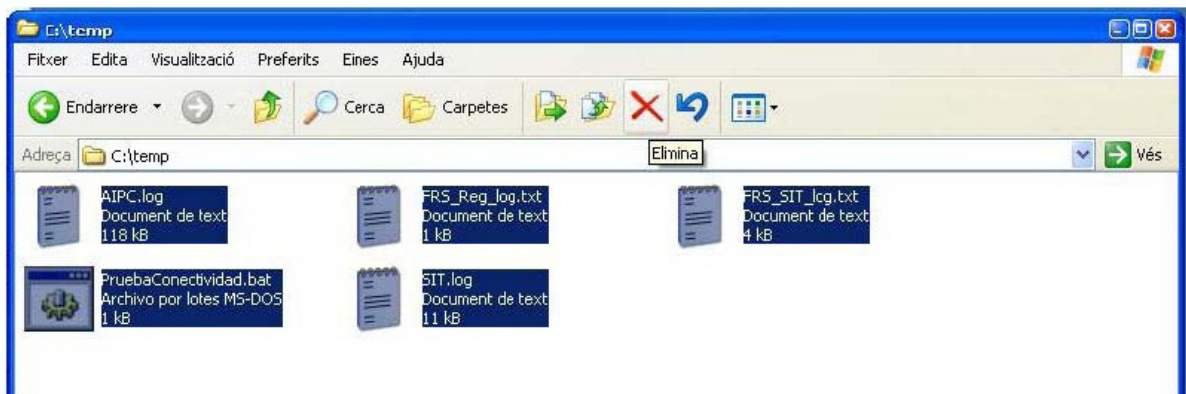 C:\temp
Fitxer Edita Visualització Preferits Eines Ajuda
Endarrere Cerca Carpetes
Elimina
Adreça C:\temp Vés
AIPC.log
Document de text
118 kB
FRS_Reg_log.txt
Document de text
1 kB
FRS_SIT_log.txt
Document de text
4 kB
PruebaConectividad.bat
Archivo por lotes MS-DOS
1 kB
SIT.log
Document de text
11 kB